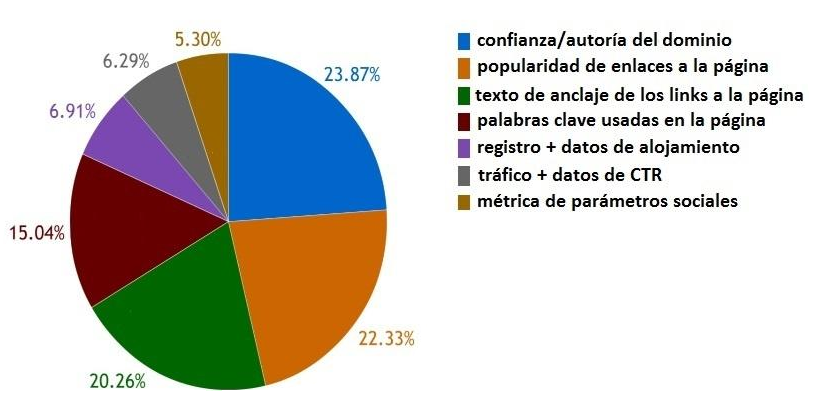 5.30%
6.29%
23.87%
6.91%
15.04%
22.33%
20.26%
confianza/autoría del dominio
popularidad de enlaces a la página
texto de anclaje de los links a la página
palabras clave usadas en la página
registro + datos de alojamiento
tráfico + datos de CTR
métrica de parámetros sociales